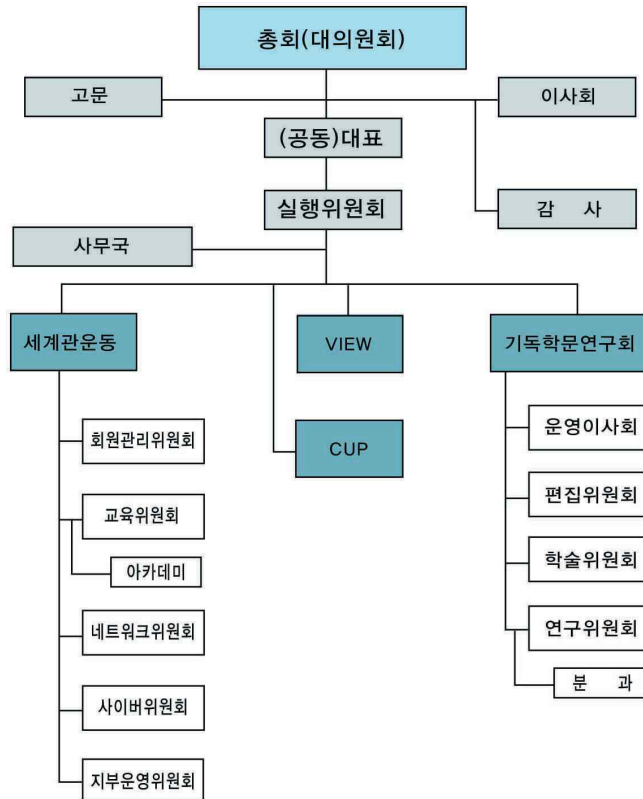 총회(대의원회)
고문
이사회
(공동)대표
실행위원회
감 사
사무국
세계관운동
VIEW
기독학문연구회
회원관리위원회
CUP
운영이사회
교육위원회
편집위원회
아카데미
학술위원회
네트워크위원회
연구위원회
분 과
사이버위원회
지부운영위원회